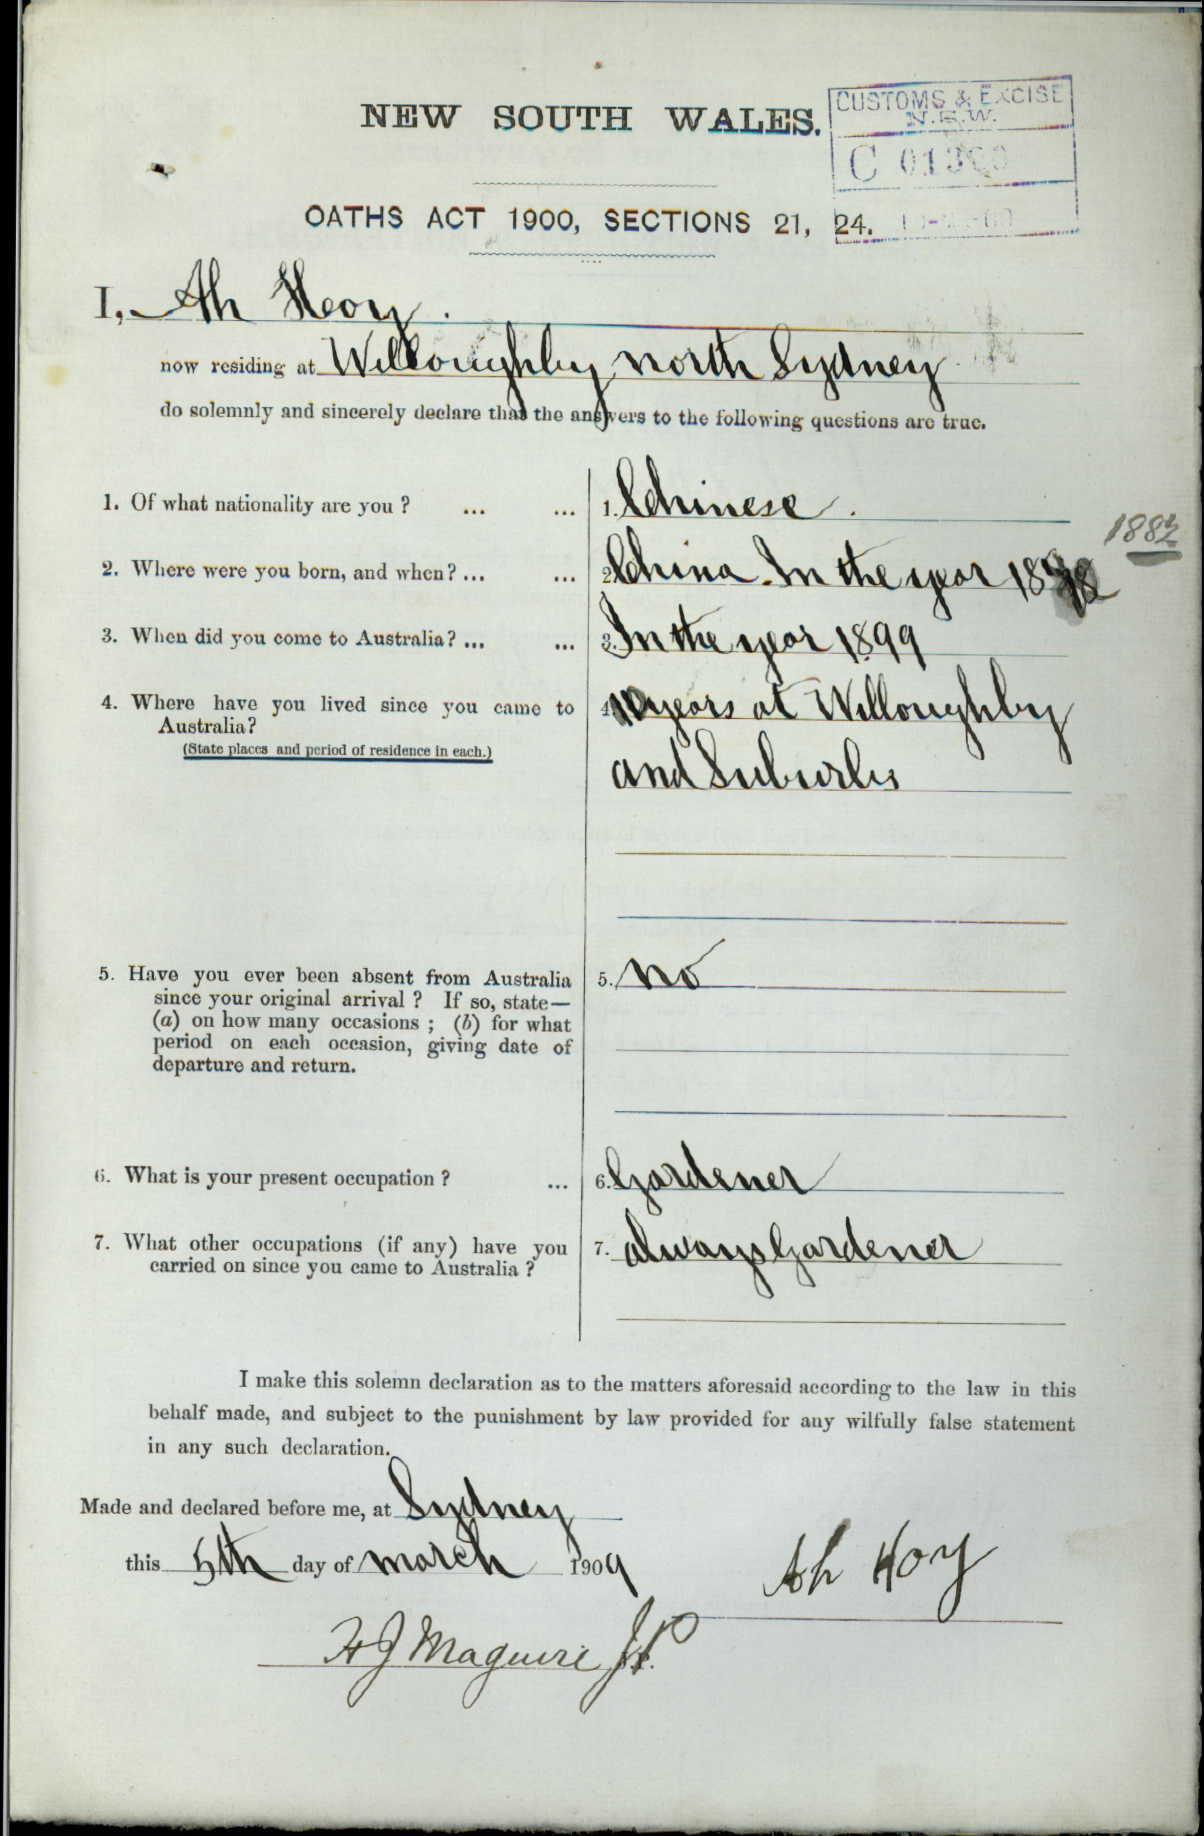 NEW SOUTH WALES.
CUSTOMS & EXCISE
N.S.W.
C
OATHS ACT 1900, SECTIONS 21, 24.
I, Ah Heoy.
now residing at Willoughby north Sydney
do solemnly and sincerely declare that the answers to the following questions are true.
1. Of what nationality are you ? ... ... 1. Chinese.
1882
2. Where were you born, and when? ... ... 2. China. In the year 1878
3. When did you come to Australia? ... ... 3. In the year 1899
4. Where have you lived since you came to 4. 10 years at Willoughby
Australia?
(State places and period of residence in each.)
and Suburbs
5. Have you ever been absent from Australia 5. no
since your original arrival ? If so, state—
(a) on how many occasions ; (b) for what
period on each occasion, giving date of
departure and return.
6. What is your present occupation ? ... 6. Gardener
7. What other occupations (if any) have you 7. always Gardener
carried on since you came to Australia ?
I make this solemn declaration as to the matters aforesaid according to the law in this
behalf made, and subject to the punishment by law provided for any wilfully false statement
in any such declaration.
Made and declared before me, at Sydney
this 5th day of march 1909
Ah Hoy
H J Maguire J.P.